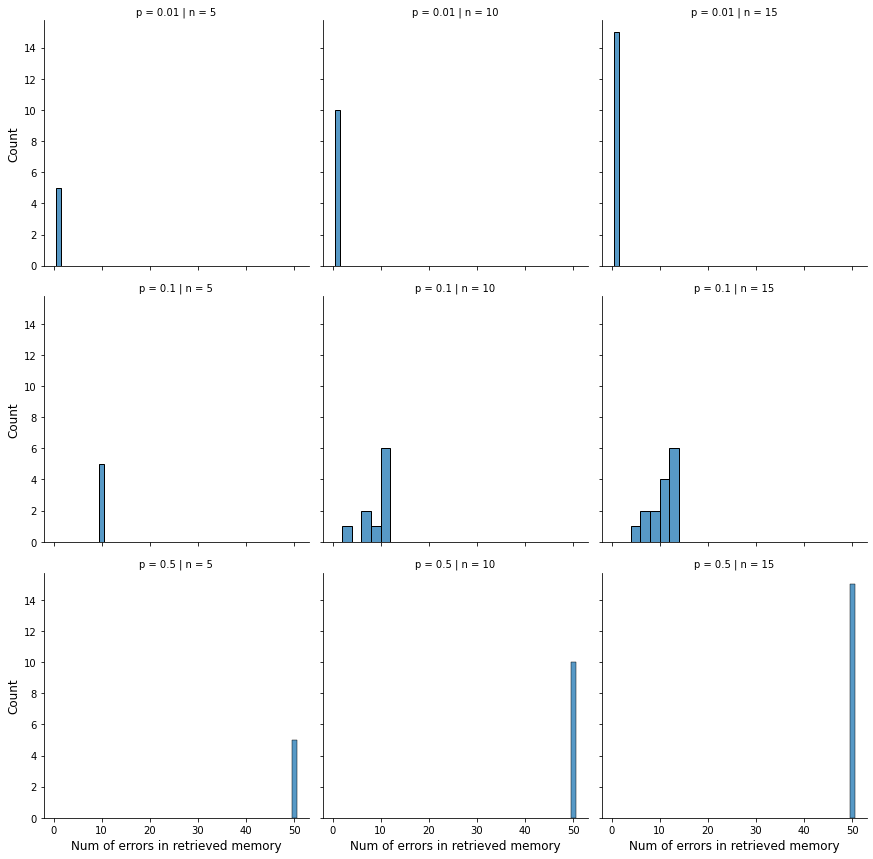 p = 0.01 | n = 5
p = 0.01 | n = 10
p = 0.01 | n = 15
14
12
10
8
6
4
2
0
Count
p = 0.1 | n = 5
p = 0.1 | n = 10
p = 0.1 | n = 15
14
12
10
8
6
4
2
0
Count
p = 0.5 | n = 5
p = 0.5 | n = 10
p = 0.5 | n = 15
14
12
10
8
6
4
2
0
Count
0 10 20 30 40 50
0 10 20 30 40 50
0 10 20 30 40 50
Num of errors in retrieved memory
Num of errors in retrieved memory
Num of errors in retrieved memory